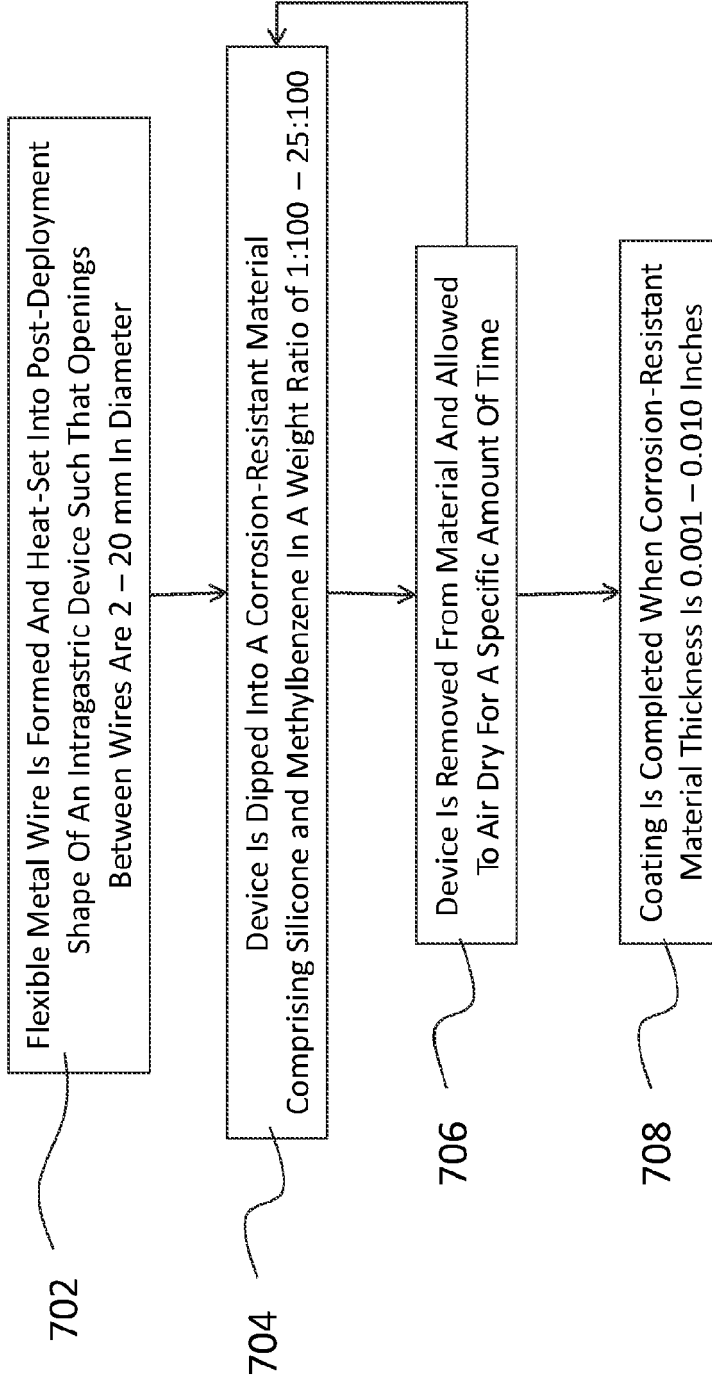 702
Flexible Metal Wire Is Formed And Heat-Set Into Post-Deployment
Shape Of An Intragastric Device Such That Openings
Between Wires Are 2 – 20 mm In Diameter
704
Device Is Dipped Into A Corrosion-Resistant Material
Comprising Silicone and Methylbenzene In A Weight Ratio of 1:100 – 25:100
706
Device Is Removed From Material And Allowed
To Air Dry For A Specific Amount Of Time
708
Coating Is Completed When Corrosion-Resistant
Material Thickness Is 0.001 – 0.010 Inches